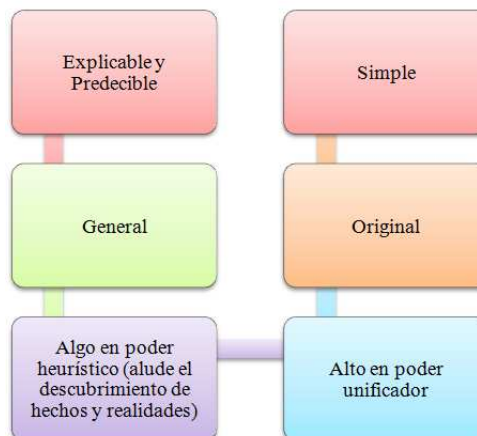 Explicable y
Predecible
General
Algo en poder
heurístico (alude el
descubrimiento de
hechos y realidades)
Alto en poder
unificador
Original
Simple